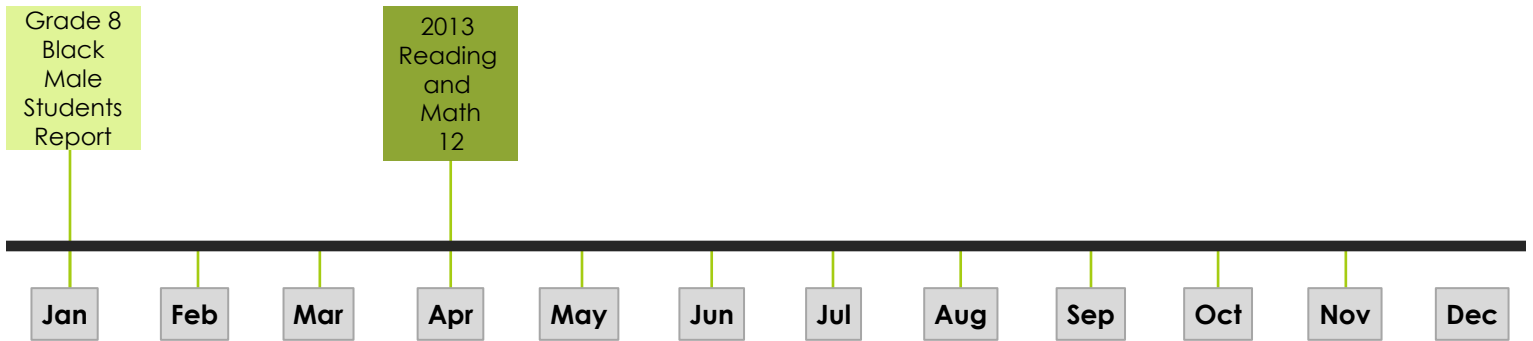 Grade 8
Black
Male
Students
Report
2013
Reading
and
Math
12
Jan Feb Mar Apr May Jun Jul Aug Sep Oct Nov Dec